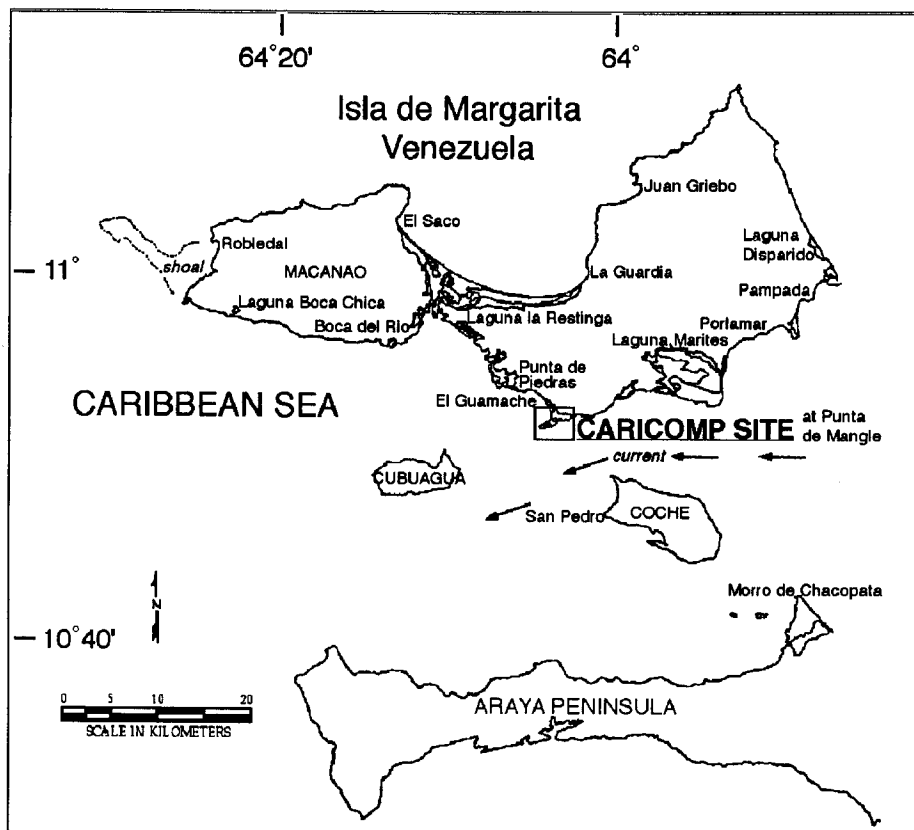 64°20'
64°
Isla de Margarita
Venezuela
Juan Griebo
El Saco
Laguna
Disparido
Robledal
shoal
11°
MACANAO
La Guardia
Pampada
Laguna Boca Chica
Boca del Rio
Laguna la Restinga
Porlamar
Laguna Marites
Punta de
Piedras
CARIBBEAN SEA
El Guamache
CARICOMP SITE
at Punta
de Mangle
current
CUBUAGUA
San Pedro
COCHE
Morro de Chacopata
N
10°40'
0 5 10 20
SCALE IN KILOMETERS
ARAYA PENINSULA